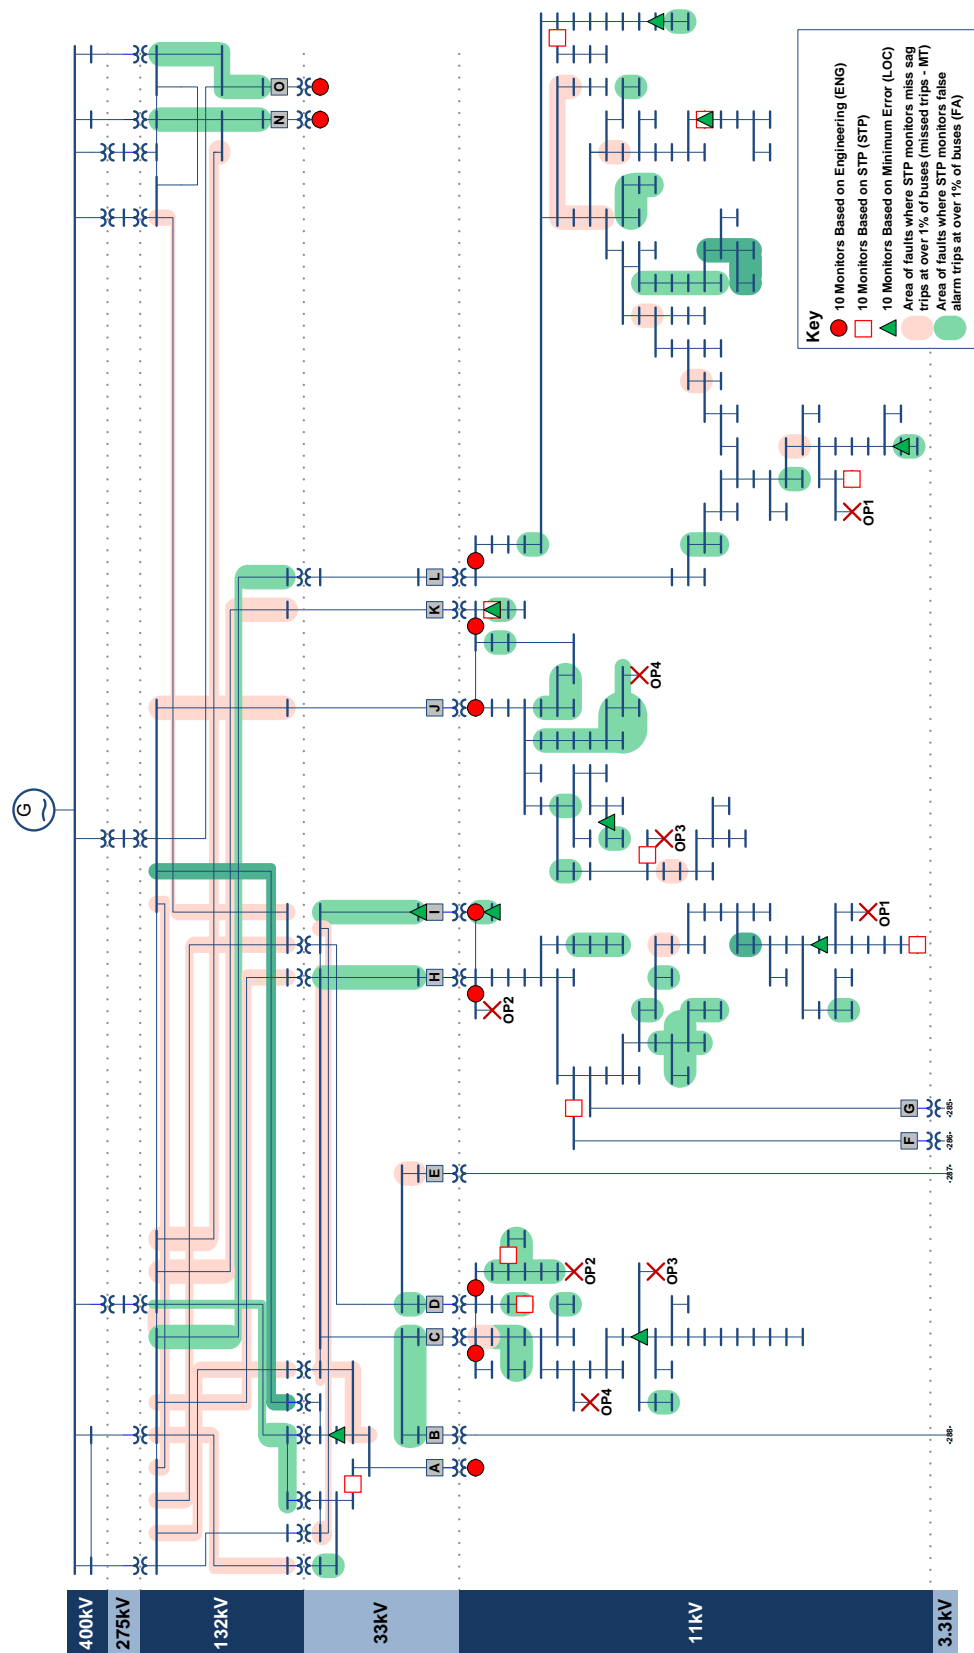 G
O
N
L
K
J
I
H
G
F
E
D
C
B
A
OP1
OP4
OP3
OP1
OP2
OP2
OP3
OP4
-285-
-286-
-287-
-288-
Key
10 Monitors Based on Engineering (ENG)
10 Monitors Based on STP (STP)
10 Monitors Based on Minimum Error (LOC)
Area of faults where STP monitors miss sag
trips at over 1% of buses (missed trips - MT)
Area of faults where STP monitors false
alarm trips at over 1% of buses (FA)
400kV
275kV
132kV
33kV
11kV
3.3kV